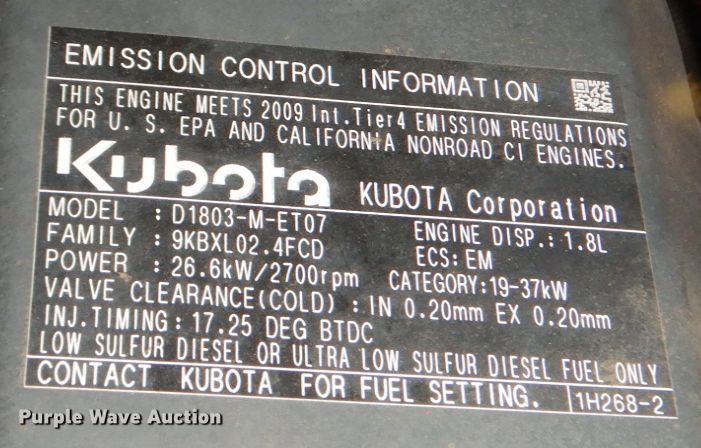 EMISSION CONTROL INFORMATION
THIS ENGINE MEETS 2009 Int.Tier4 EMISSION REGULATIONS
FOR U. S. EPA AND CALIFORNIA NONROAD CI ENGINES.
Kubota KUBOTA Corporation
MODEL : D1803-M-ET07 ENGINE DISP.: 1.8L
FAMILY : 9KBXL02.4FCD ECS: EM
POWER : 26.6kW/2700rpm CATEGORY:19-37kW
VALVE CLEARANCE(COLD) : IN 0.20mm EX 0.20mm
INJ.TIMING: 17.25 DEG BTDC
LOW SULFUR DIESEL OR ULTRA LOW SULFUR DIESEL FUEL ONLY
CONTACT KUBOTA FOR FUEL SETTING. 1H268-2
Purple Wave Auction